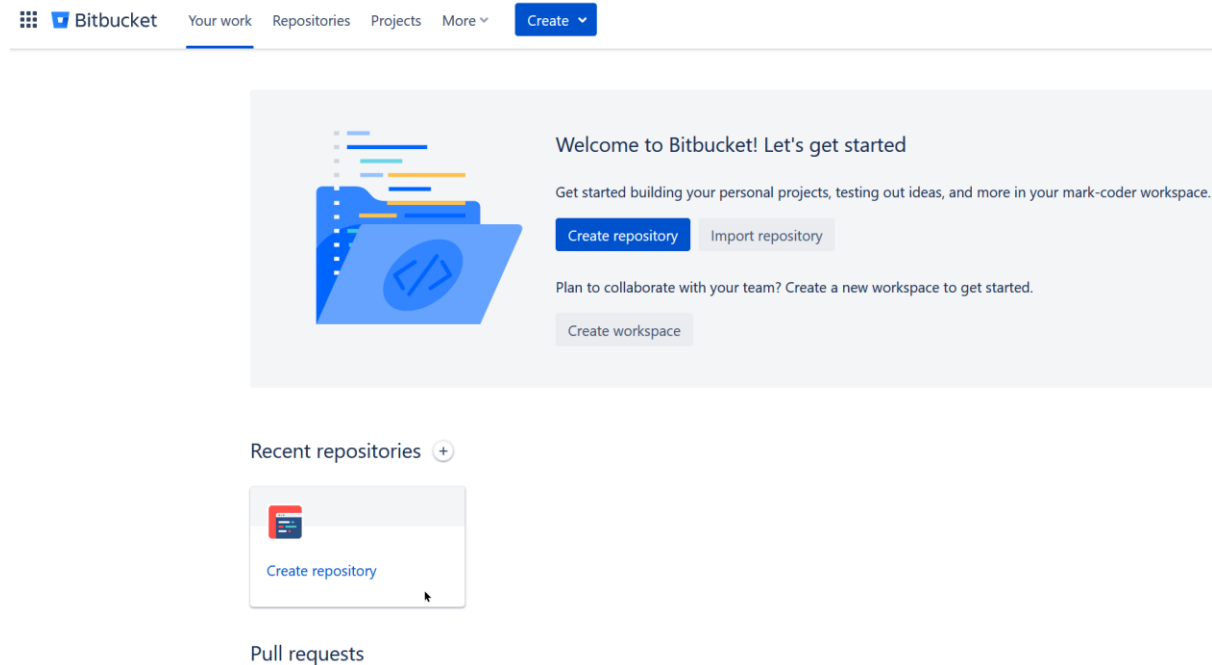 Bitbucket Your work Repositories Projects More Create
Welcome to Bitbucket! Let's get started
Get started building your personal projects, testing out ideas, and more in your mark-coder workspace.
Create repository Import repository
Plan to collaborate with your team? Create a new workspace to get started.
Create workspace
Recent repositories
Create repository
Pull requests